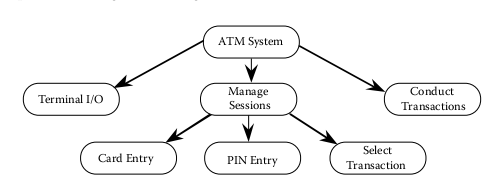 ATM System
Terminal I/O
Manage
Sessions
Conduct
Transactions
Card Entry
PIN Entry
Select
Transaction